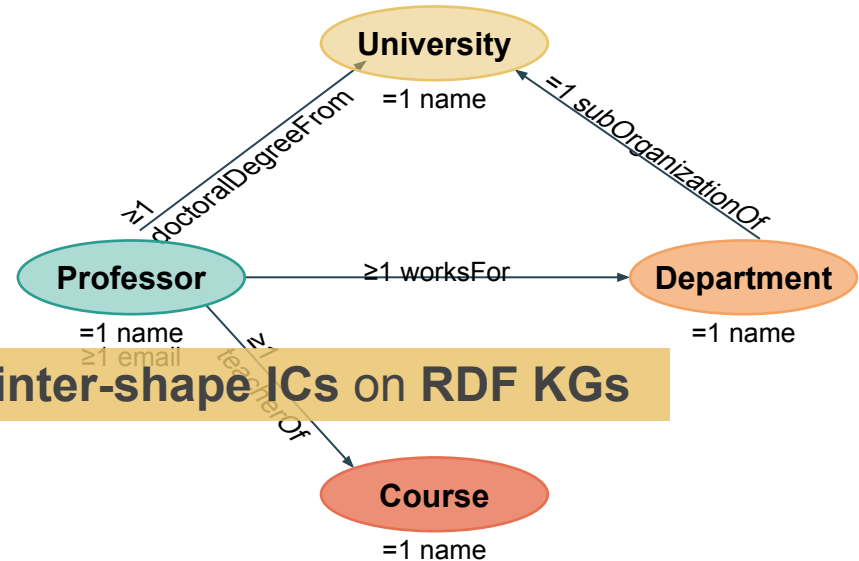 University
=1 name
≥1
doctoralDegreeFrom
=1 subOrganizationOf
Professor
≥1 worksFor
Department
=1 name
≥1 email
=1 name
≥1
teacherOf
inter-shape ICs on RDF KGs
Course
=1 name